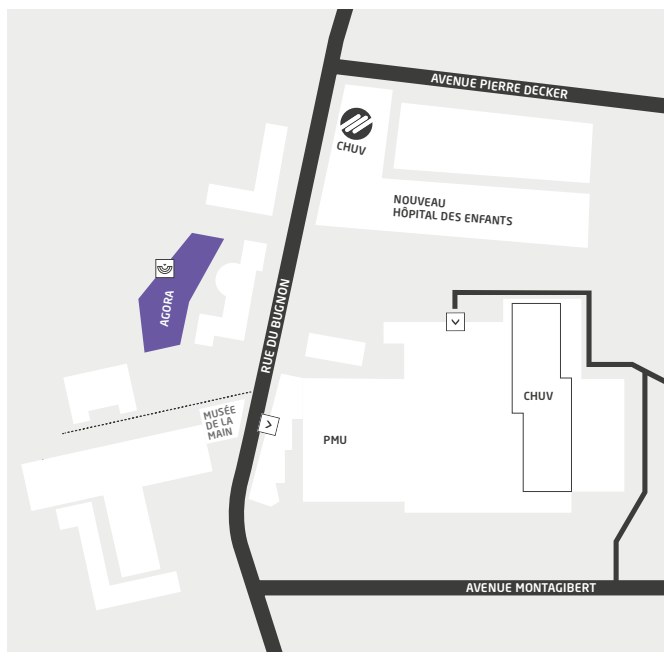 AVENUE PIERRE DECKER
CHUV
NOUVEAU
HÔPITAL DES ENFANTS
AGORA
RUE DU BUGNON
MUSÉE
DE LA
MAIN
PMU
CHUV
AVENUE MONTAGIBERT